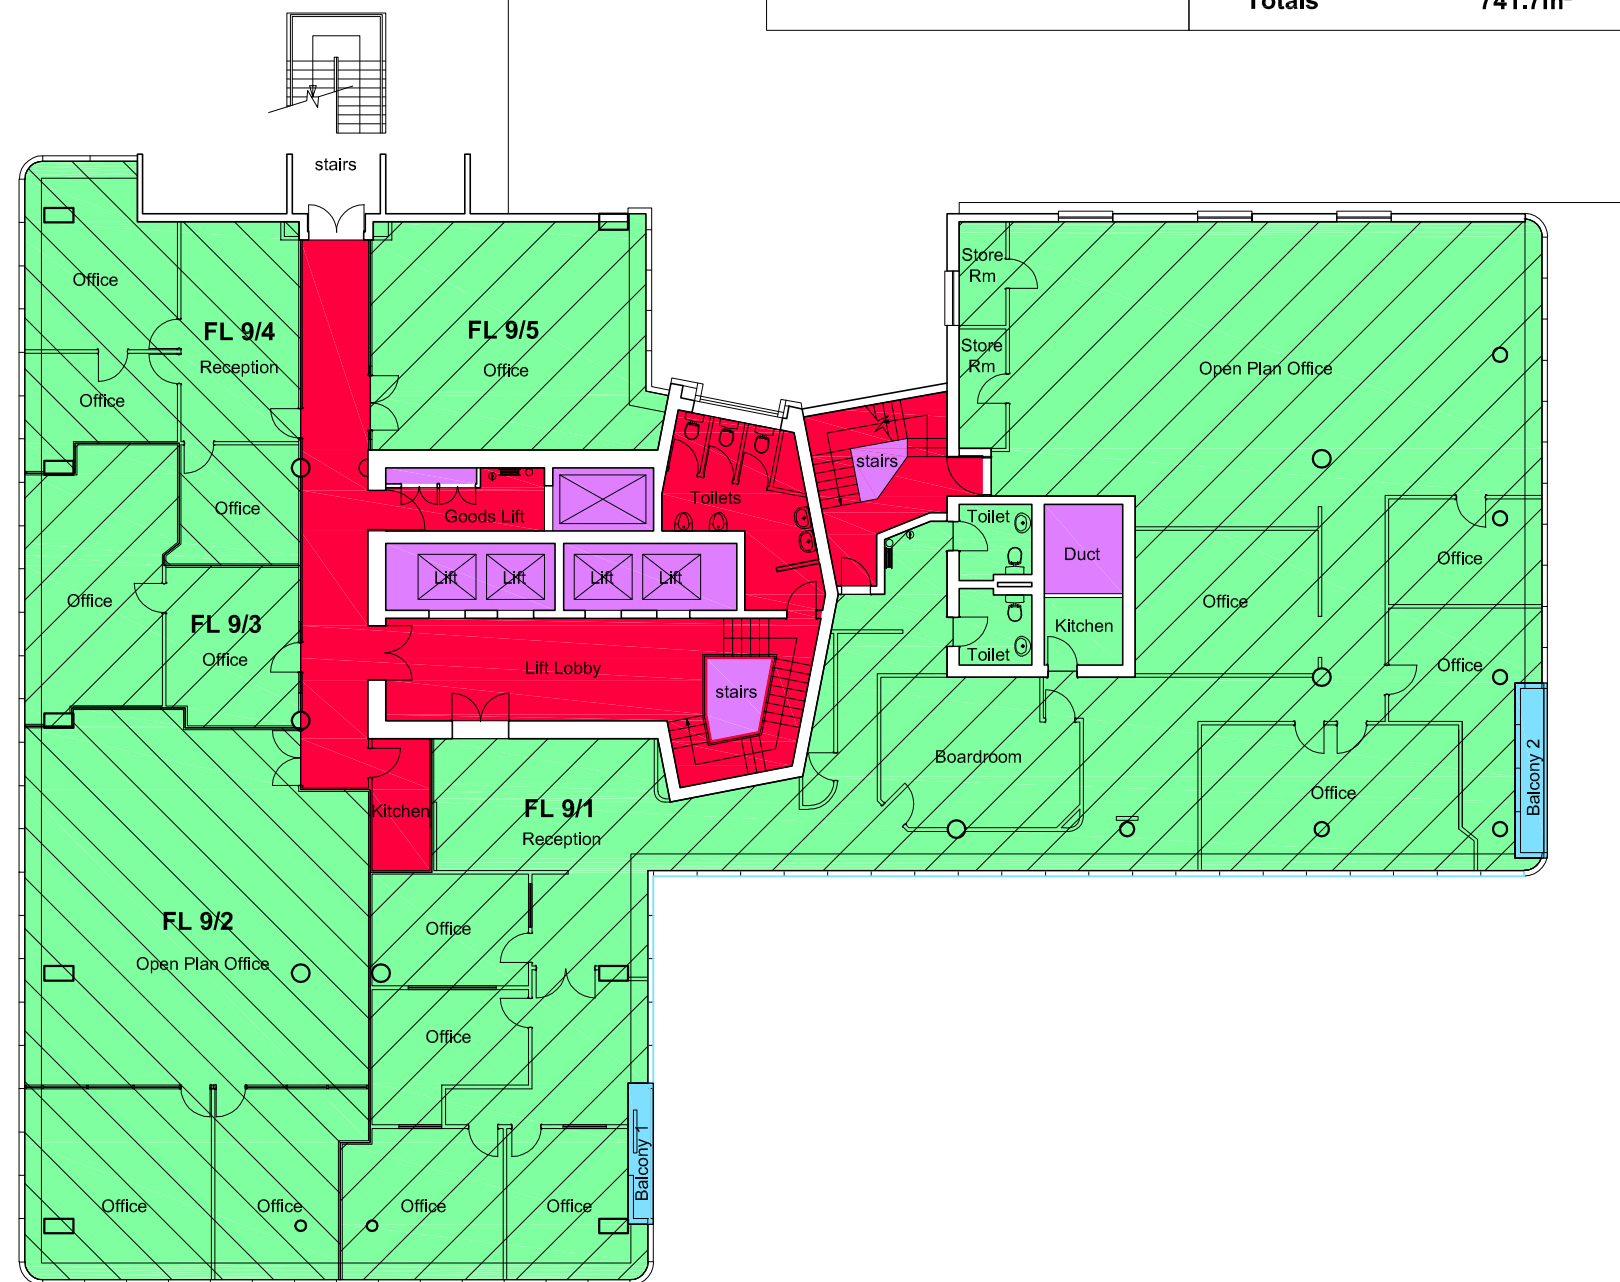 Totals 741.7m²
stairs
Store
Rm
Office
FL 9/4
FL 9/5
Reception
Office
Store
Rm
Open Plan Office
Office
stairs
Toilets
Office
Goods Lift
Toilet
Duct
Office
Lift
Lift
Lift
Lift
Office
Office
FL 9/3
Kitchen
Office
Lift Lobby
Toilet
Office
stairs
Boardroom
Balcony 2
Office
Kitchen
FL 9/1
Reception
FL 9/2
Office
Open Plan Office
Office
Balcony 1
Office
Office
Office
Office